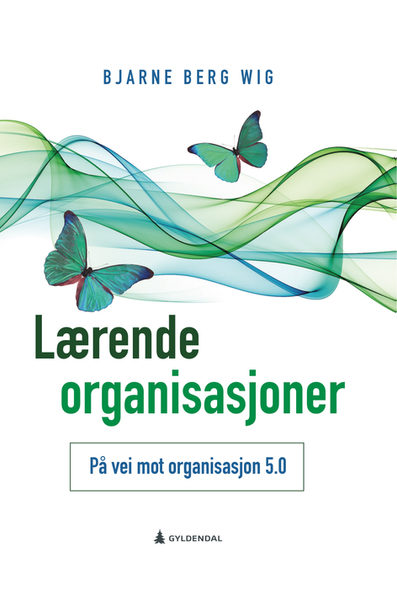 BJARNE BERG WIG
Lærende
organisasjoner
På vei mot organisasjon 5.0
GYLDENDAL